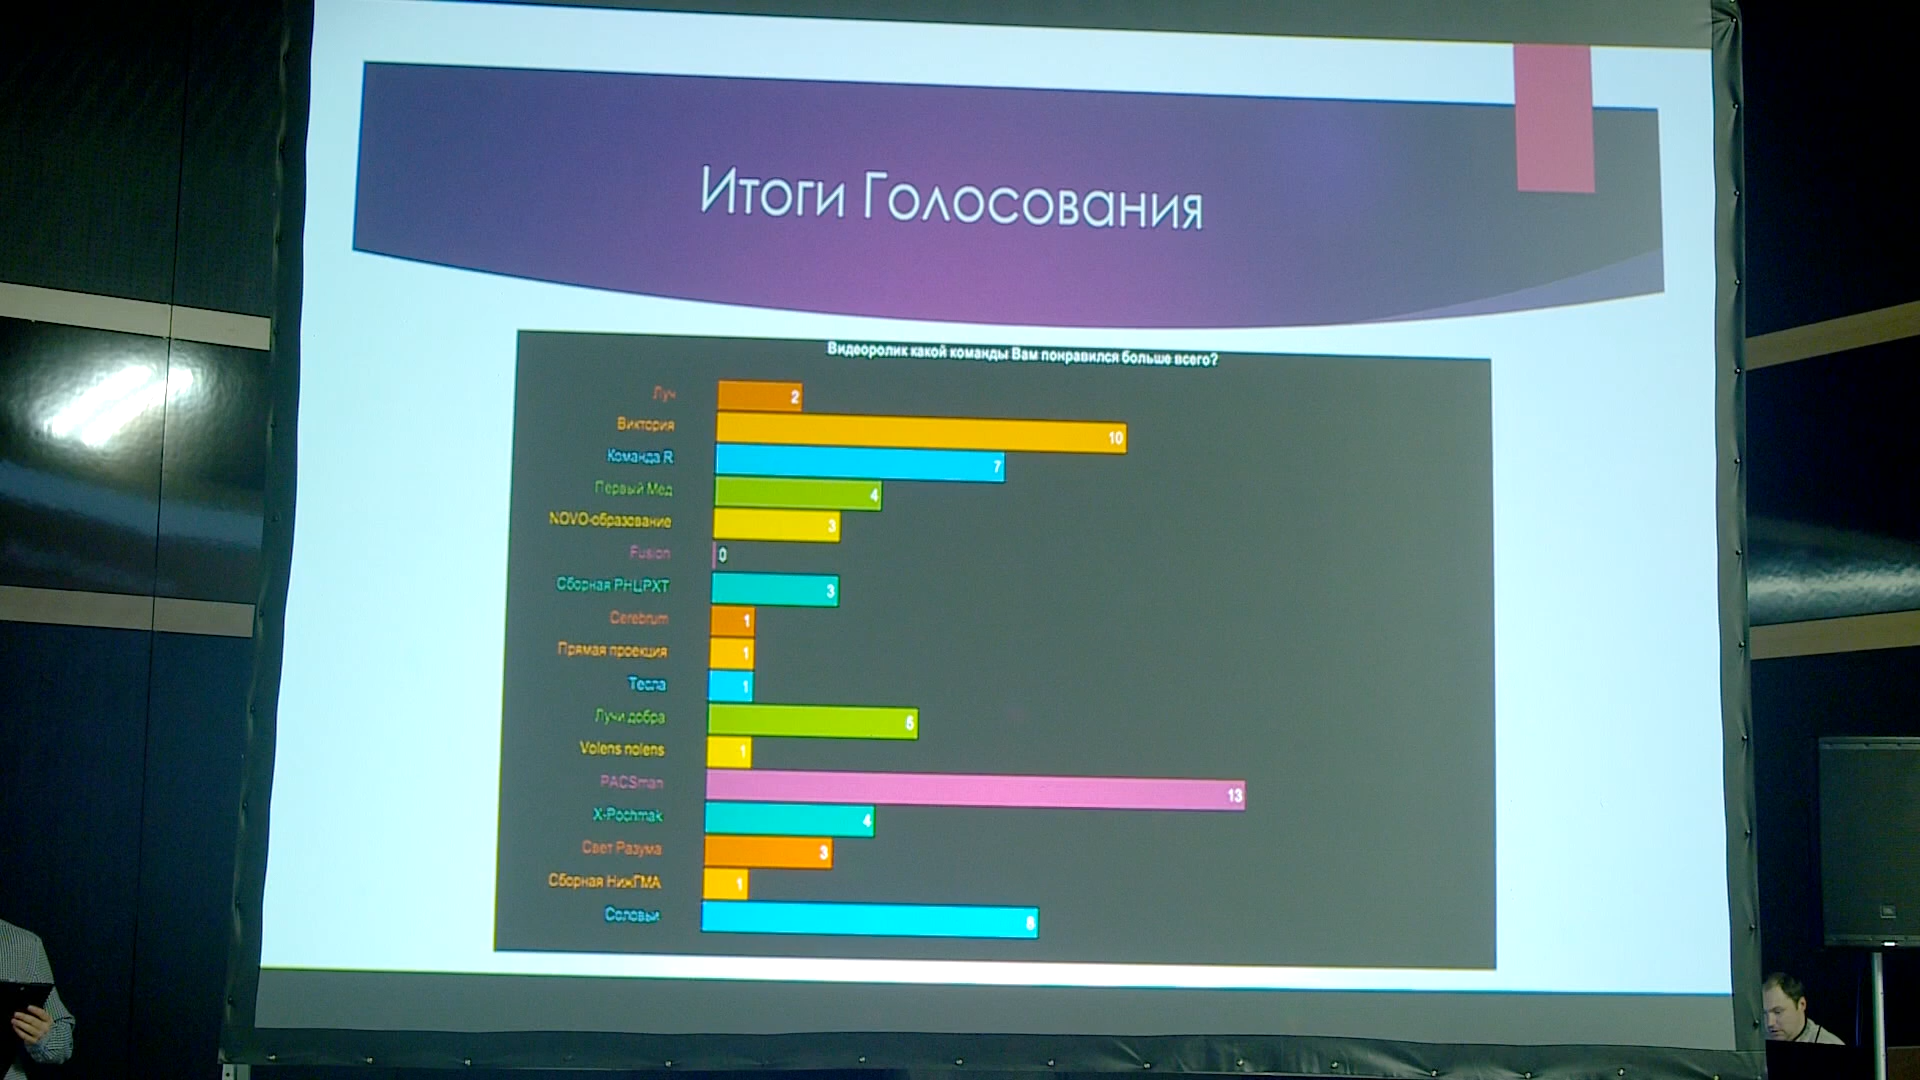 Итоги Голосования
Видеоролик какой команды Вам понравился больше всего?
Луч 2
Виктория 10
Команда R 7
Первый Мед 4
NOVO-образование 3
Fusion 0
Сборная РНЦРХТ 3
Cerebrum 1
Прямая проекция 1
Тесла 1
Лучи добра 5
Volens nolens 1
PACSman 13
X-Pochmak 4
Свет Разума 3
Сборная НижГМА 1
Соловьи 8